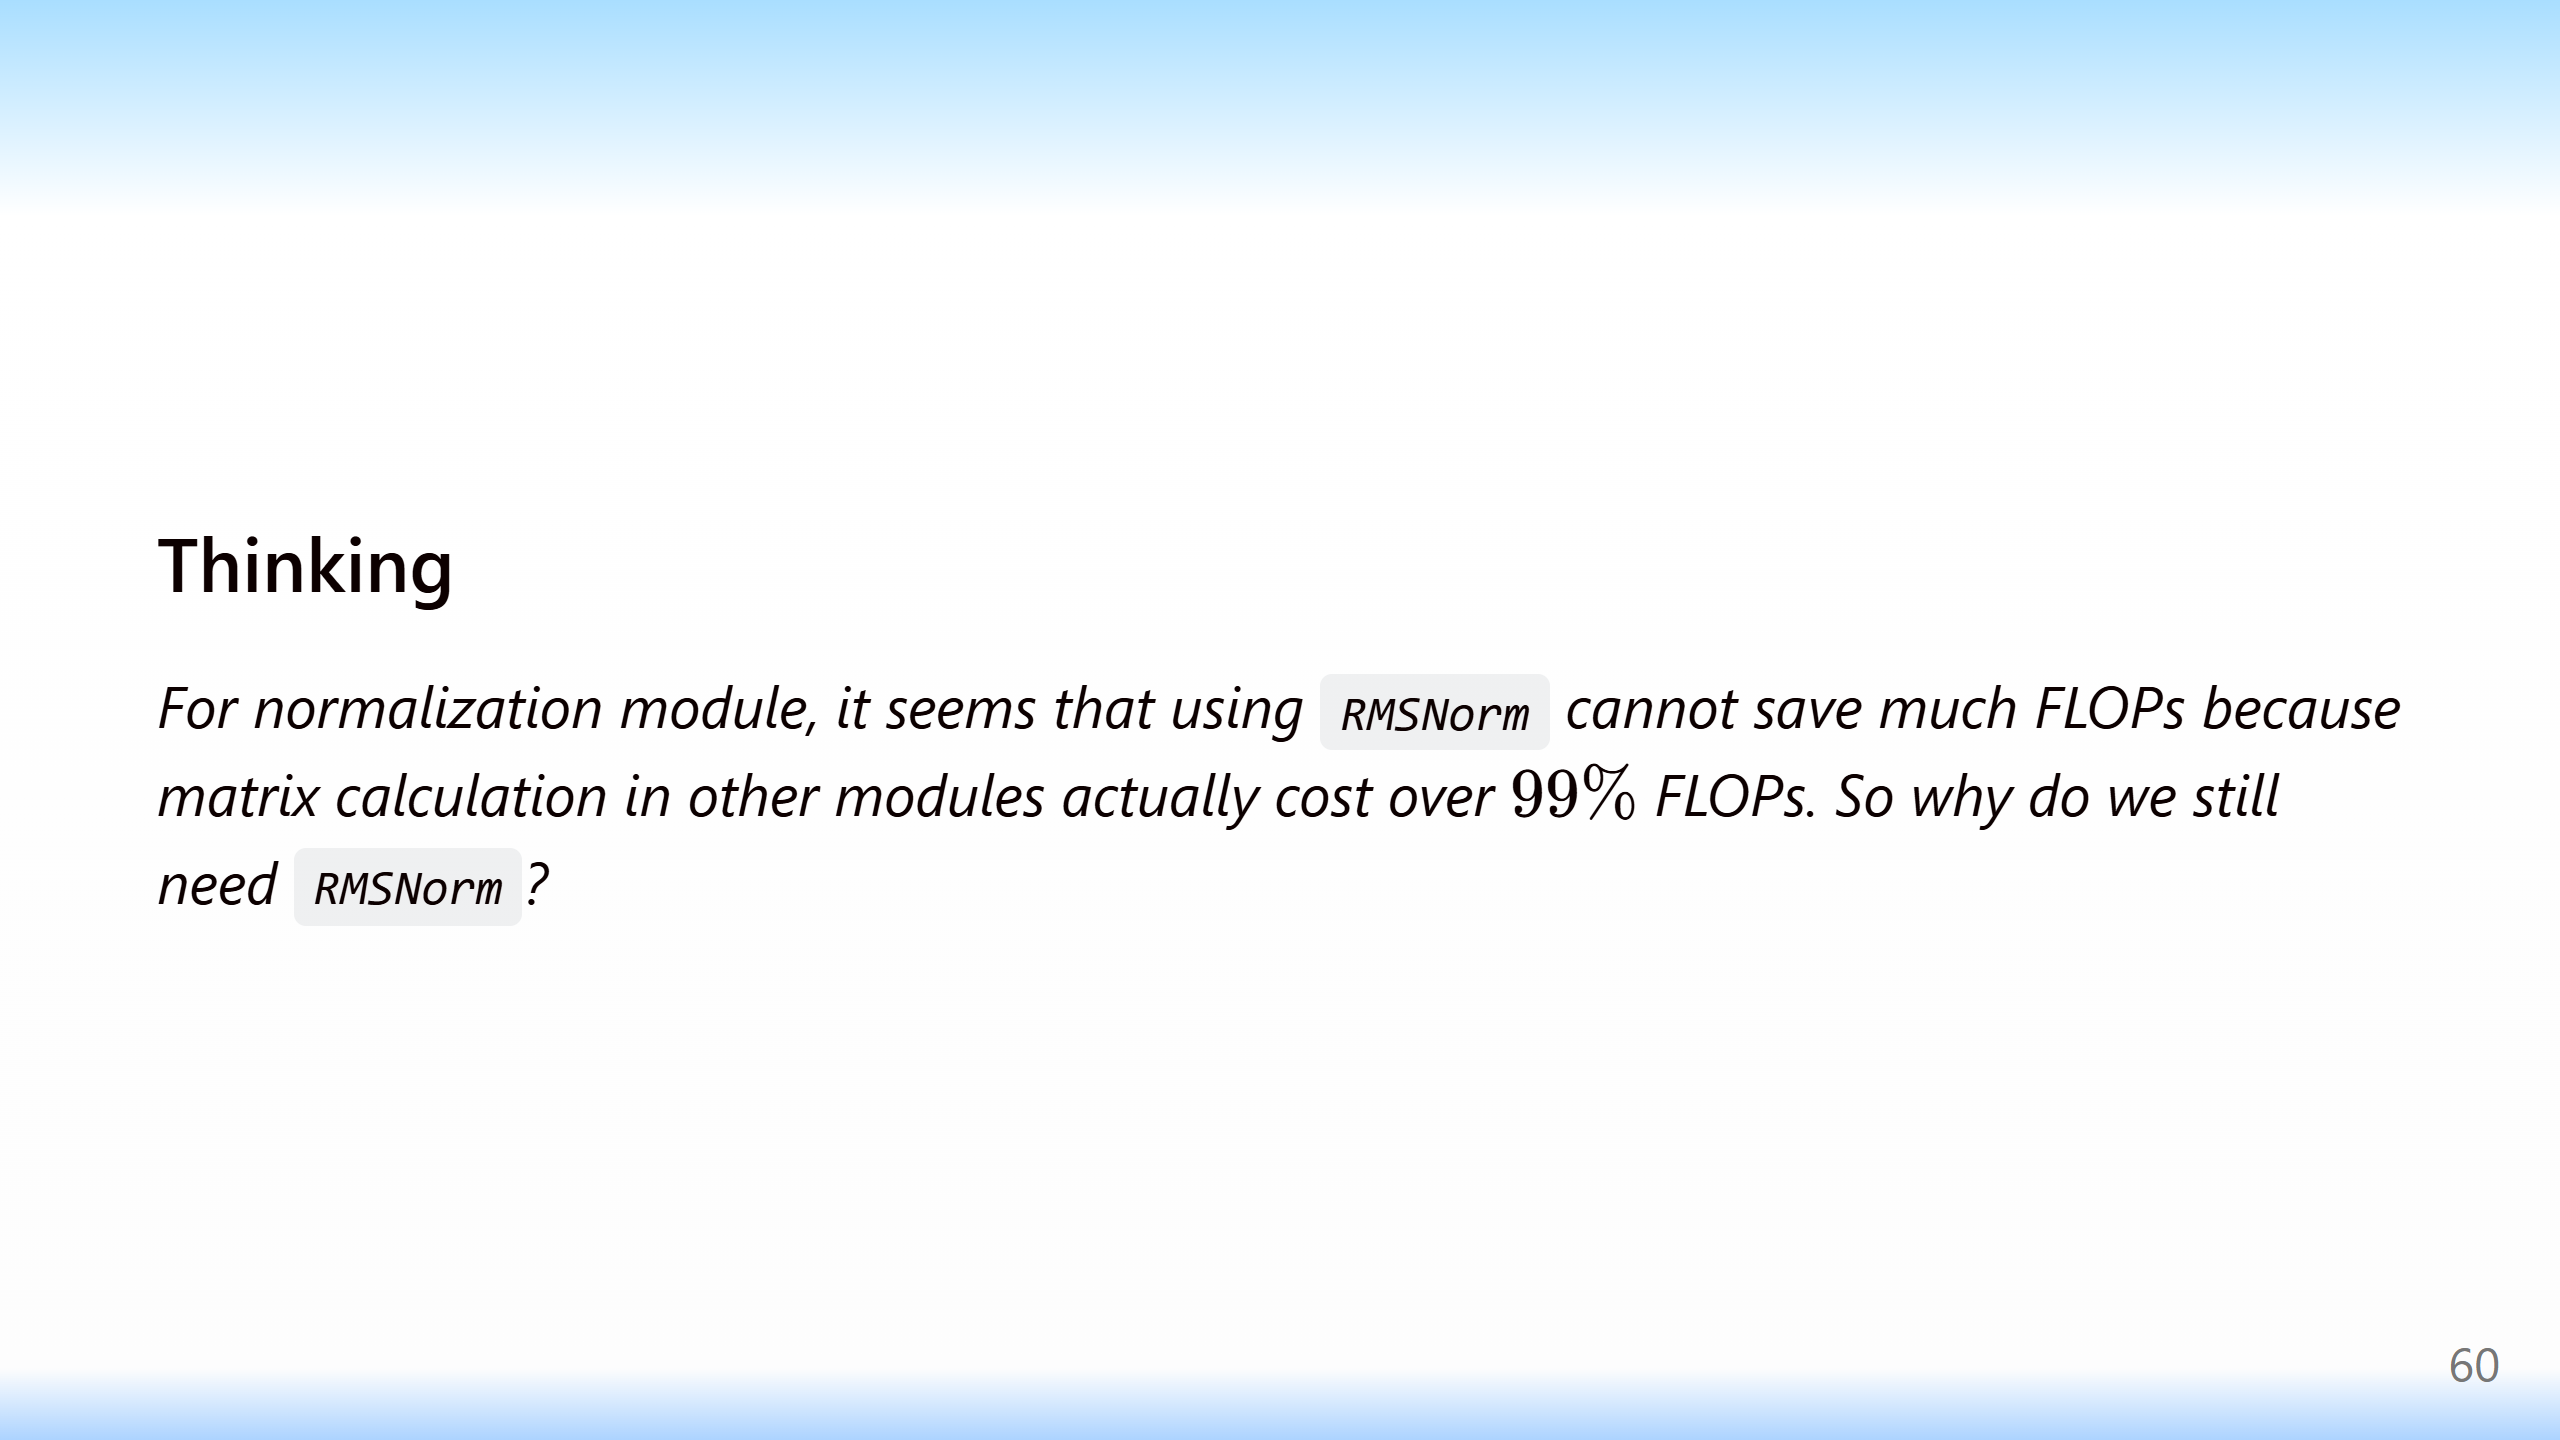 Thinking
For normalization module, it seems that using RMSNorm cannot save much FLOPs because
matrix calculation in other modules actually cost over 99% FLOPs. So why do we still
need RMSNorm?
60